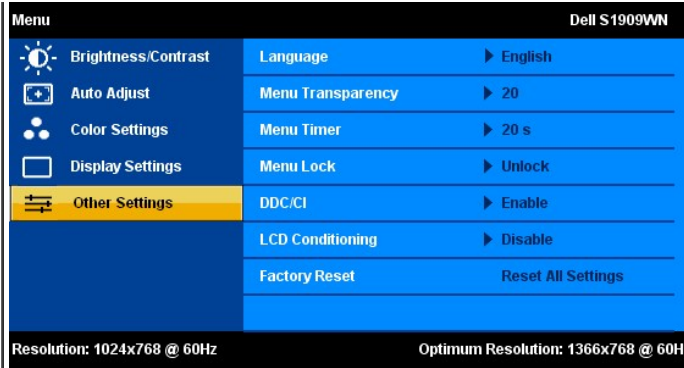 Menu Dell S1909WN
Brightness/Contrast Language English
Auto Adjust Menu Transparency 20
Color Settings Menu Timer 20 s
Display Settings Menu Lock Unlock
Other Settings DDC/CI Enable
LCD Conditioning Disable
Factory Reset Reset All Settings
Resolution: 1024x768 @ 60Hz Optimum Resolution: 1366x768 @ 60H